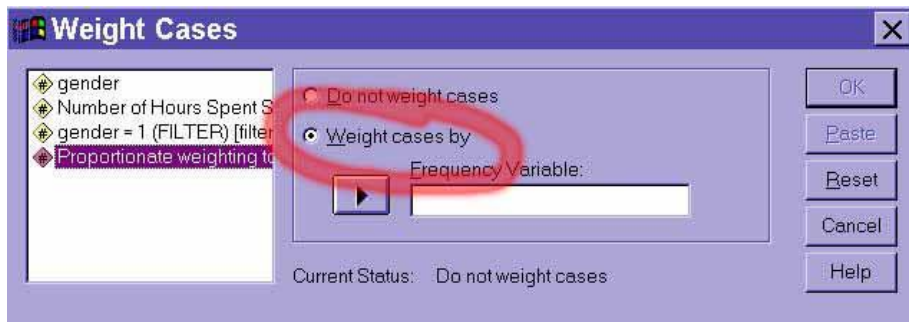 Weight Cases
gender
Number of Hours Spent S
gender = 1 (FILTER) [filter
Proportionate weighting to
Do not weight cases
Weight cases by
Frequency Variable:
Current Status: Do not weight cases
OK
Paste
Reset
Cancel
Help